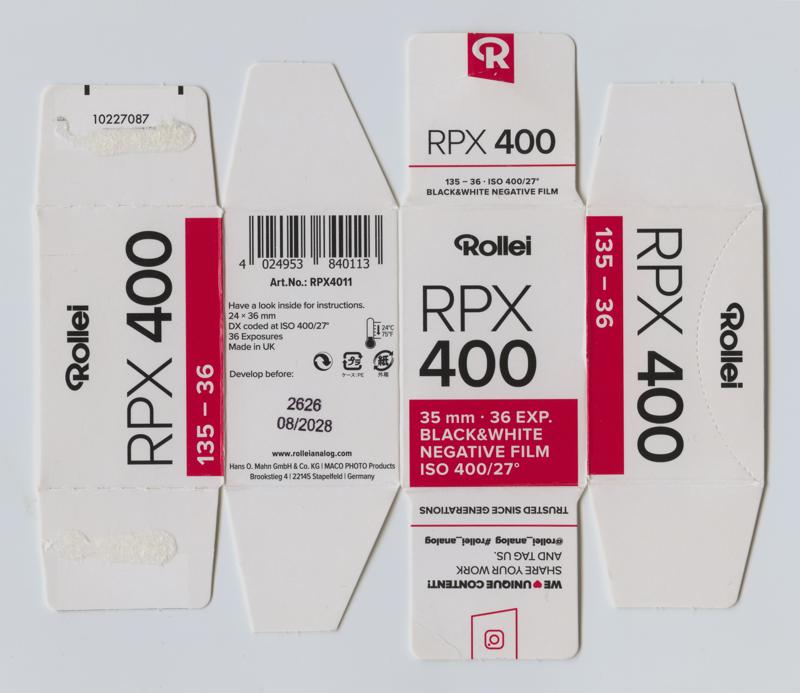 10227087
Rollei
RPX 400
135 – 36
4 024953 840113
Art.No.: RPX4011
Have a look inside for instructions.
24 × 36 mm
DX coded at ISO 400/27°
36 Exposures
Made in UK
24°C
75°F
プラ
紙
ケース:PE
外箱
Develop before:
2626
08/2028
www.rolleianalog.com
Hans O. Mahn GmbH & Co. KG | MACO PHOTO Products
Brookstieg 4 | 22145 Stapelfeld | Germany
R
RPX 400
135 – 36 · ISO 400/27°
BLACK&WHITE NEGATIVE FILM
Rollei
RPX
400
35 mm · 36 EXP.
BLACK&WHITE
NEGATIVE FILM
ISO 400/27°
WE❤UNIQUE CONTENT!
SHARE YOUR WORK
AND TAG US.
@rollei_analog #rollei_analog
TRUSTED SINCE GENERATIONS
135 – 36
RPX 400
Rollei